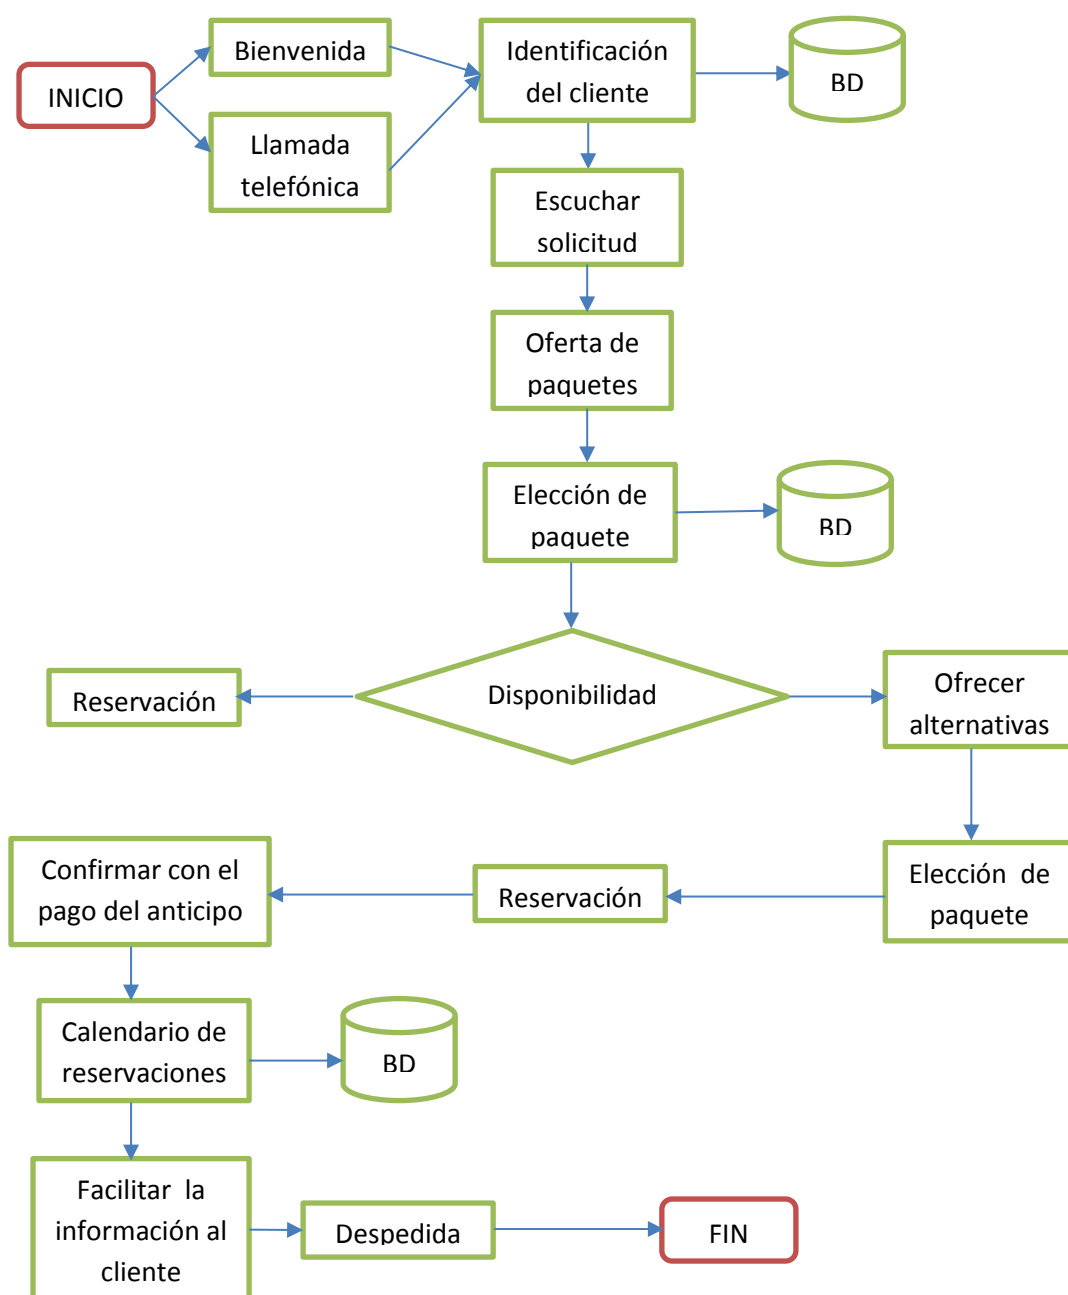 INICIO
Bienvenida
Llamada
telefónica
Identificación
del cliente
BD
Escuchar
solicitud
Oferta de
paquetes
Elección de
paquete
BD
Disponibilidad
Reservación
Ofrecer
alternativas
Elección de
paquete
Reservación
Confirmar con el
pago del anticipo
Calendario de
reservaciones
BD
Facilitar la
información al
cliente
Despedida
FIN